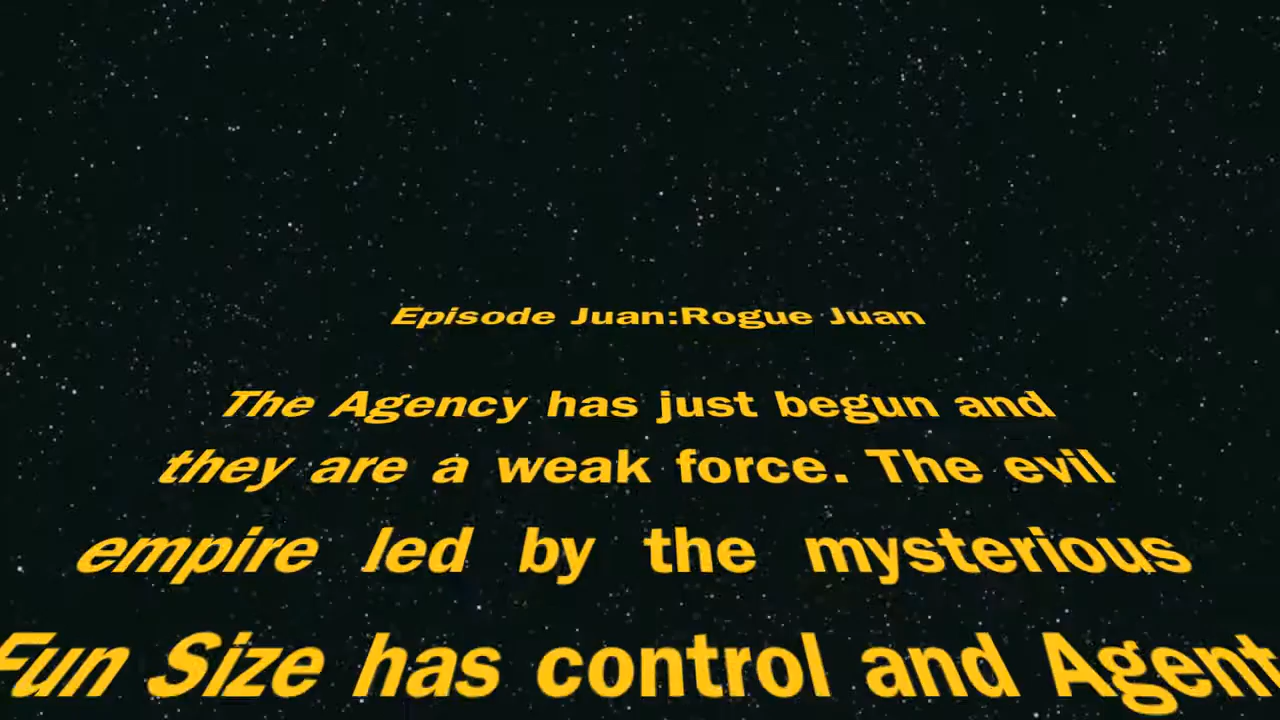 Episode Juan:Rogue Juan
The Agency has just begun and
they are a weak force. The evil
empire led by the mysterious
Fun Size has control and Agent